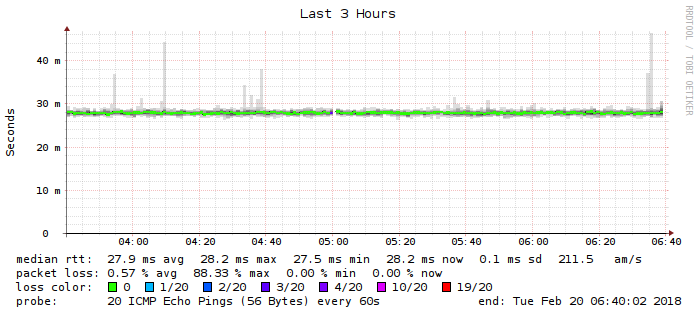 Last 3 Hours
RRDTOOL / TOBI OETIKER
Seconds
40 m
30 m
20 m
10 m
0
04:00 04:20 04:40 05:00 05:20 05:40 06:00 06:20 06:40
median rtt: 27.9 ms avg 28.2 ms max 27.5 ms min 28.2 ms now 0.1 ms sd 211.5 am/s
packet loss: 0.57 % avg 88.33 % max 0.00 % min 0.00 % now
loss color: 0 1/20 2/20 3/20 4/20 10/20 19/20
probe: 20 ICMP Echo Pings (56 Bytes) every 60s end: Tue Feb 20 06:40:02 2018